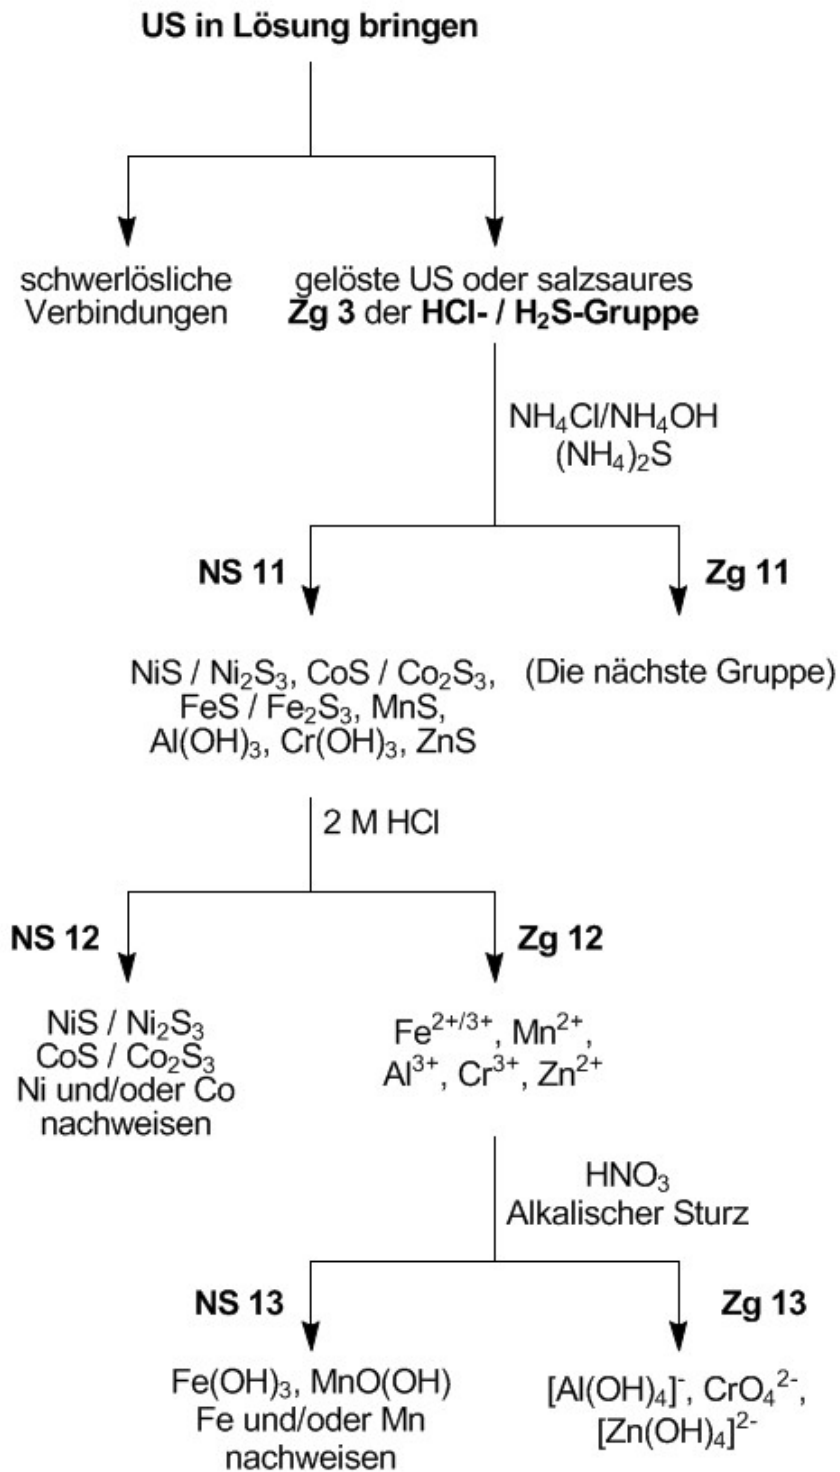 US in Lösung bringen
schwerlösliche
Verbindungen
gelöste US oder salzsaures
Zg 3 der HCl- / H₂S-Gruppe
NH₄Cl/NH₄OH
(NH₄)₂S
NS 11
Zg 11
NiS / Ni₂S₃, CoS / Co₂S₃,
FeS / Fe₂S₃, MnS,
Al(OH)₃, Cr(OH)₃, ZnS
(Die nächste Gruppe)
2 M HCl
NS 12
Zg 12
NiS / Ni₂S₃
CoS / Co₂S₃
Ni und/oder Co
nachweisen
Fe²⁺/³⁺, Mn²⁺,
Al³⁺, Cr³⁺, Zn²⁺
HNO₃
Alkalischer Sturz
NS 13
Zg 13
Fe(OH)₃, MnO(OH)
Fe und/oder Mn
nachweisen
[Al(OH)₄]⁻, CrO₄²⁻,
[Zn(OH)₄]²⁻